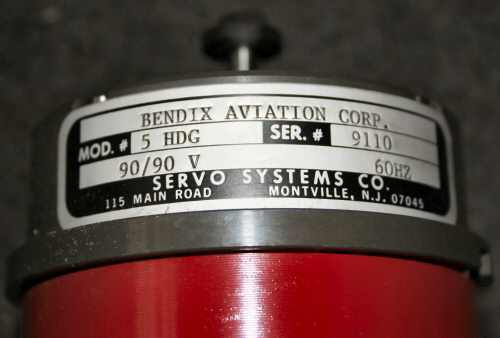 BENDIX AVIATION CORP.
MOD. # 5 HDG SER. # 9110
90/90 V 60HZ
SERVO SYSTEMS CO.
115 MAIN ROAD MONTVILLE, N.J. 07045